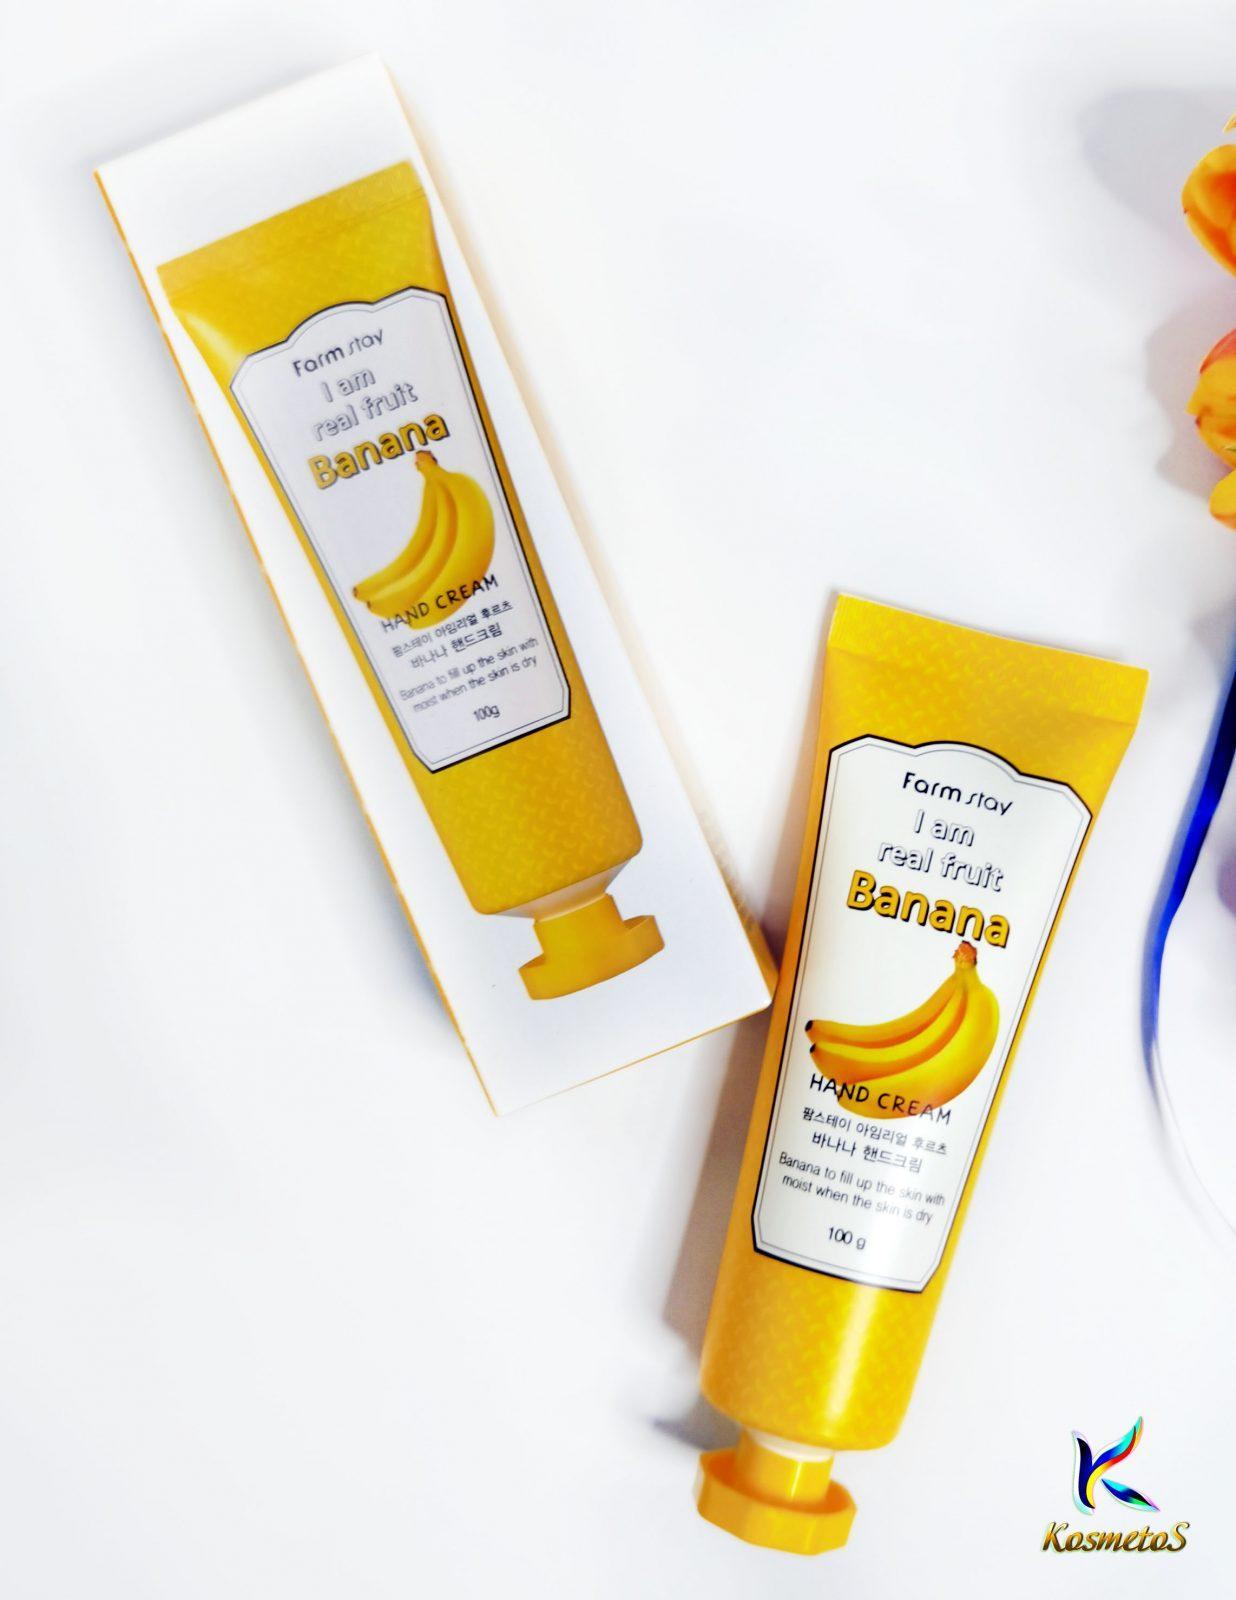 Farm stay
I am
real fruit
Banana
HAND CREAM
팜스테이 아임리얼 후르츠
바나나 핸드크림
Banana to fill up the skin with
moist when the skin is dry
100g
Farm stay
I am
real fruit
Banana
HAND CREAM
팜스테이 아임리얼 후르츠
바나나 핸드크림
Banana to fill up the skin with
moist when the skin is dry
100 g
KosmetoS